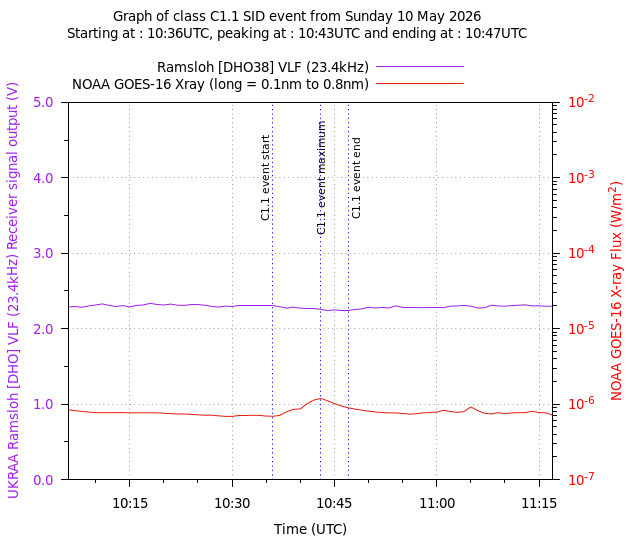 Graph of class C1.1 SID event from Sunday 10 May 2026
Starting at : 10:36UTC, peaking at : 10:43UTC and ending at : 10:47UTC
Ramsloh [DHO38] VLF (23.4kHz)
NOAA GOES-16 Xray (long = 0.1nm to 0.8nm)
UKRAA Ramsloh [DHO] VLF (23.4kHz) Receiver signal output (V)
5.0
4.0
3.0
2.0
1.0
0.0
C1.1 event start
C1.1 event maximum
C1.1 event end
10^-2
10^-3
10^-4
10^-5
10^-6
10^-7
NOAA GOES-16 X-ray Flux (W/m²)
10:15
10:30
10:45
11:00
11:15
Time (UTC)